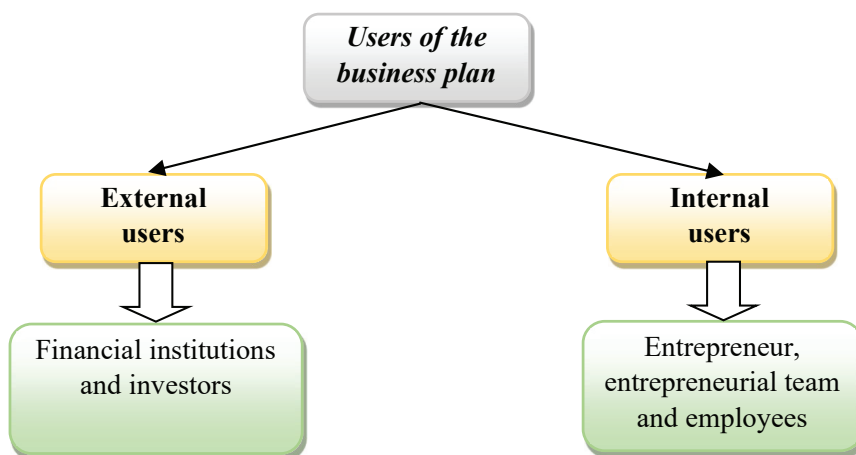 Users of the
business plan
External
users
Internal
users
Financial institutions
and investors
Entrepreneur,
entrepreneurial team
and employees